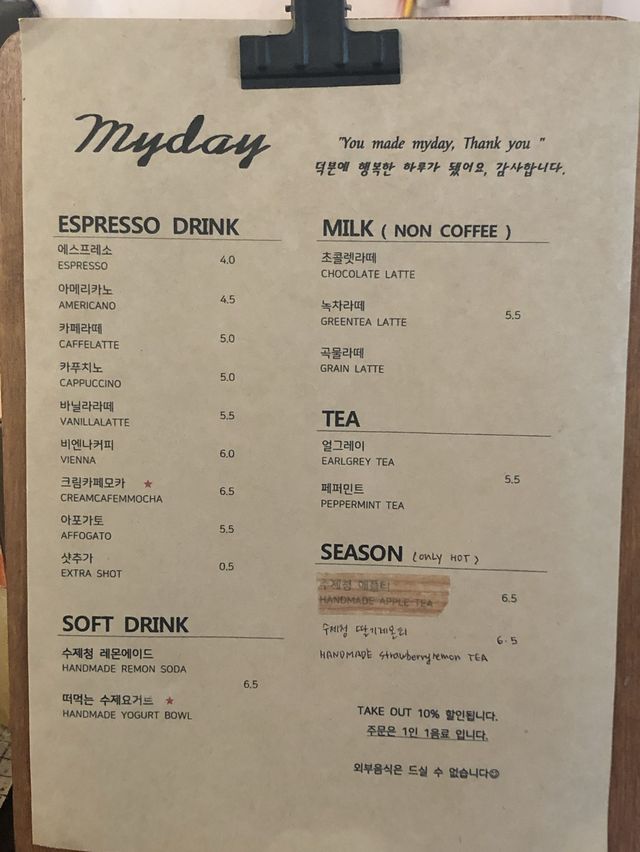 Myday
"You made myday, Thank you "
덕분에 행복한 하루가 됐어요, 감사합니다.
ESPRESSO DRINK
에스프레소
ESPRESSO 4.0
아메리카노
AMERICANO 4.5
카페라떼
CAFFELATTE 5.0
카푸치노
CAPPUCCINO 5.0
바닐라라떼
VANILLALATTE 5.5
비엔나커피
VIENNA 6.0
크림카페모카 ★
CREAMCAFEMMOCHA 6.5
아포가토
AFFOGATO 5.5
샷추가
EXTRA SHOT 0.5
SOFT DRINK
수제청 레몬에이드
HANDMADE REMON SODA
6.5
떠먹는 수제요거트 ★
HANDMADE YOGURT BOWL
MILK ( NON COFFEE )
초콜렛라떼
CHOCOLATE LATTE
녹차라떼
GREENTEA LATTE 5.5
곡물라떼
GRAIN LATTE
TEA
얼그레이
EARLGREY TEA
5.5
페퍼민트
PEPPERMINT TEA
SEASON (only HOT)
수제청 애플티
HANDMADE APPLE TEA 6.5
수제청 딸기레몬티
6.5
HANDMADE strawberrylemon TEA
TAKE OUT 10% 할인됩니다.
주문은 1인 1음료 입니다.
외부음식은 드실 수 없습니다☺